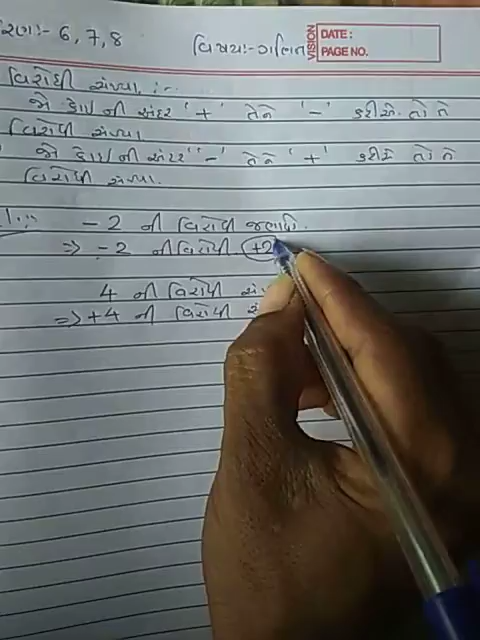 રણ:- 6, 7, 8
વિષય:- ગણિત
VISION
DATE:
PAGE NO.
વિરોધી સંખ્યા :-
જો કોઈ ની અંદર '+' તેને '-' કરીએ તો તે
વિરોધી સંખ્યા
જો કોઈ ની અંદર '-' તેને '+' કરીએ તો તે
વિરોધી સંખ્યા.
1.:- -2 ની વિરોધી જણાવો.
=> -2 ની વિરોધી +2
4 ની વિરોધી સં
=> +4 ની વિરોધી સં